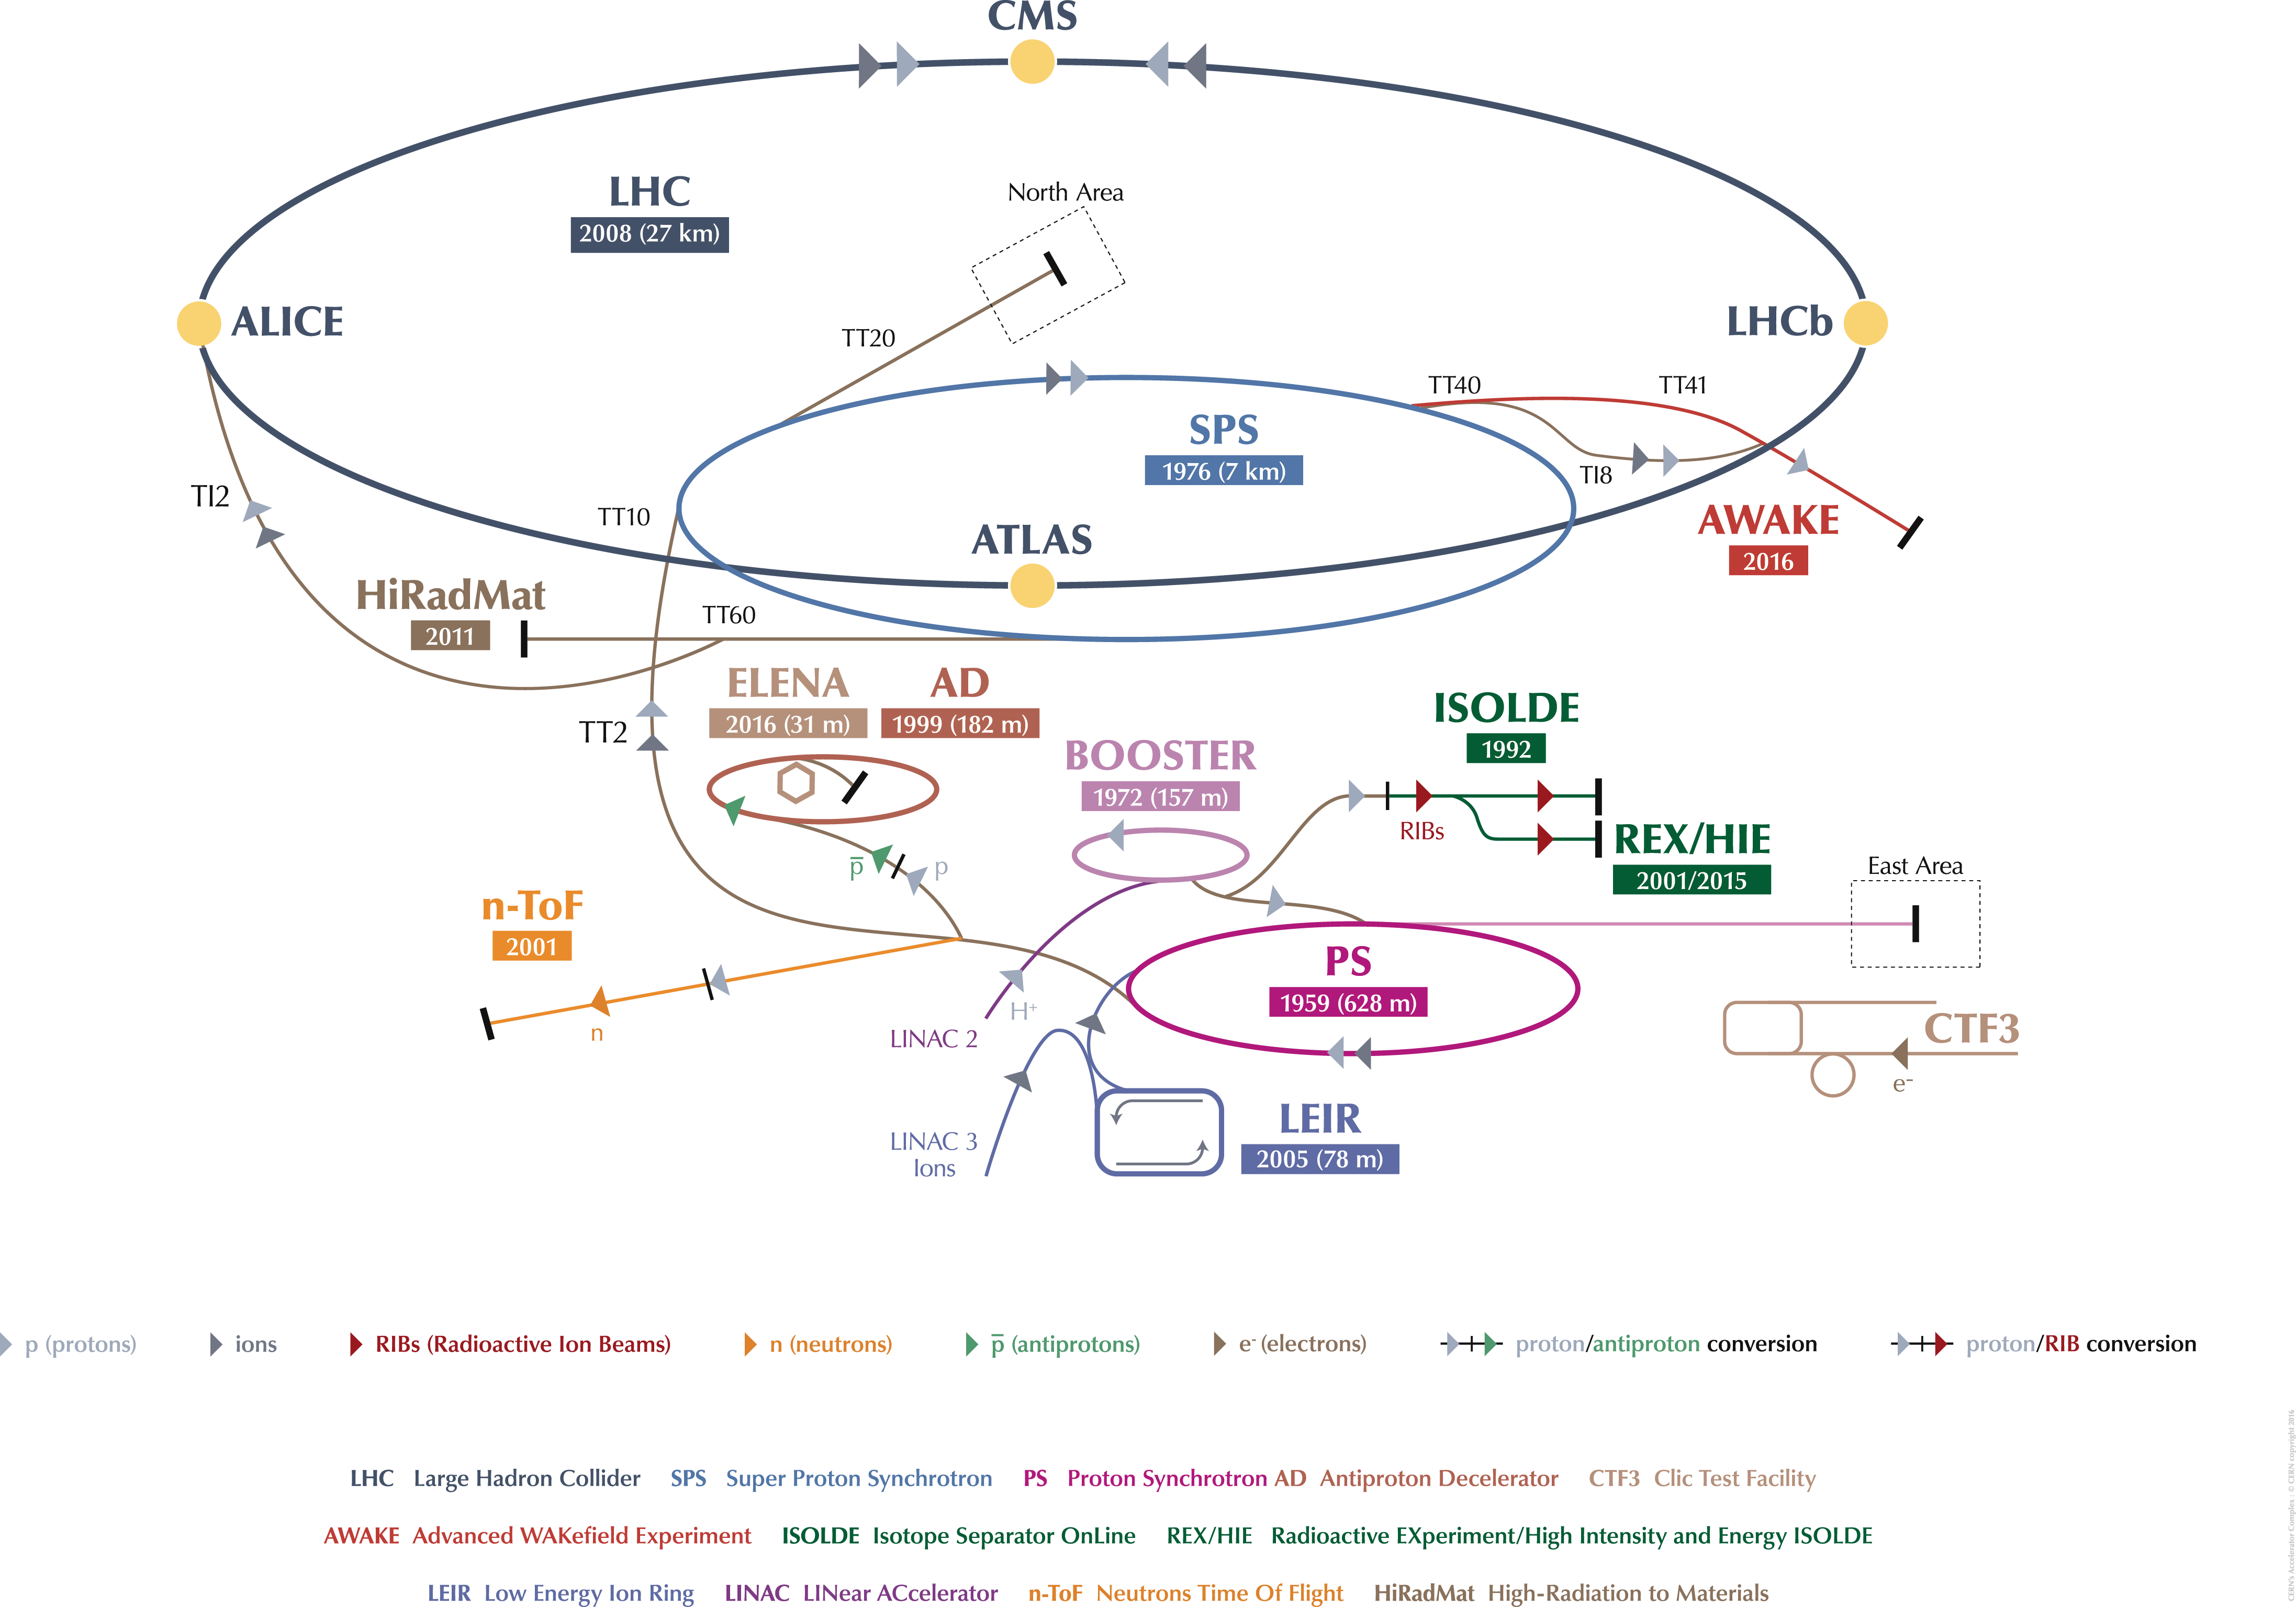 CMS
LHC
2008 (27 km)
North Area
ALICE
TT20
LHCb
TT40
TT41
SPS
1976 (7 km)
TI8
TI2
TT10
ATLAS
AWAKE
2016
HiRadMat
2011
TT60
ELENA
2016 (31 m)
AD
1999 (182 m)
TT2
ISOLDE
1992
BOOSTER
1972 (157 m)
RIBs
REX/HIE
2001/2015
p̅
p
East Area
n-ToF
2001
PS
1959 (628 m)
H+
LINAC 2
n
CTF3
e-
LEIR
2005 (78 m)
LINAC 3
Ions
p (protons) ions RIBs (Radioactive Ion Beams) n (neutrons) p̅ (antiprotons) e- (electrons) proton/antiproton conversion proton/RIB conversion
LHC Large Hadron Collider SPS Super Proton Synchrotron PS Proton Synchrotron AD Antiproton Decelerator CTF3 Clic Test Facility
AWAKE Advanced WAKefield Experiment ISOLDE Isotope Separator OnLine REX/HIE Radioactive EXperiment/High Intensity and Energy ISOLDE
LEIR Low Energy Ion Ring LINAC LINear ACcelerator n-ToF Neutrons Time Of Flight HiRadMat High-Radiation to Materials
CERN's Accelerator Complex : © CERN copyright 2016